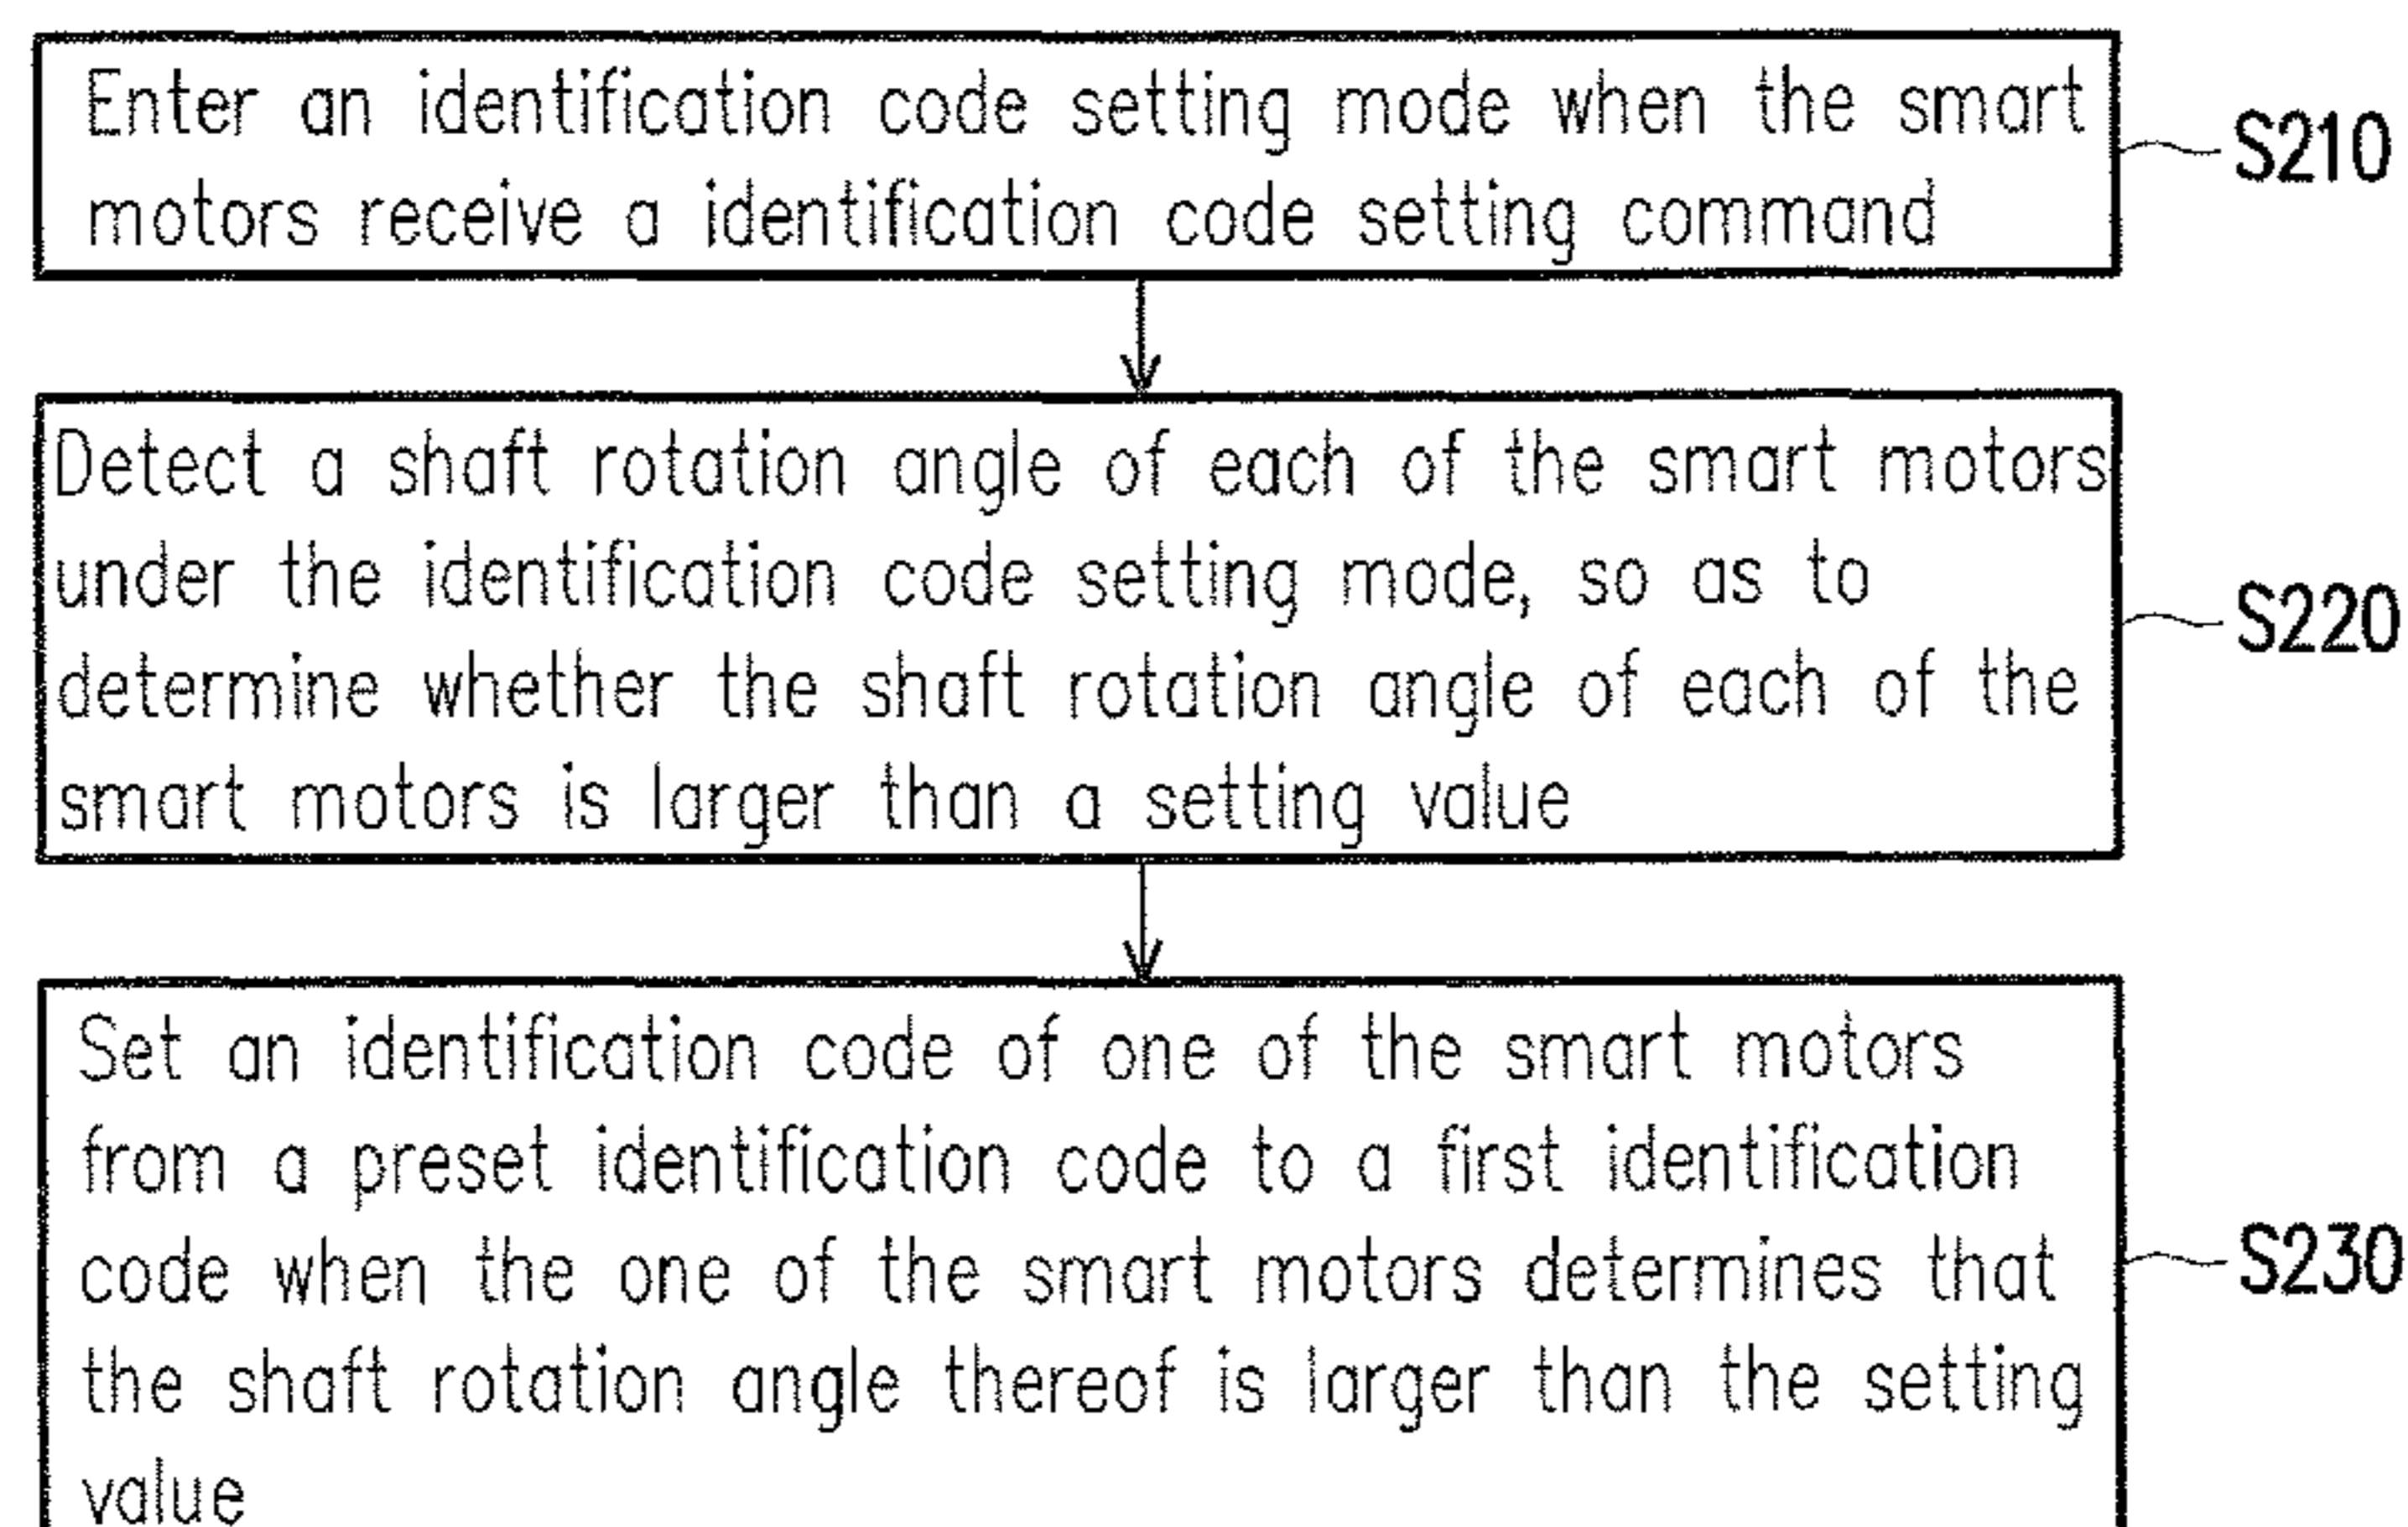 Enter an identification code setting mode when the smart
motors receive a identification code setting command
S210
Detect a shaft rotation angle of each of the smart motors
under the identification code setting mode, so as to
determine whether the shaft rotation angle of each of the
smart motors is larger than a setting value
S220
Set an identification code of one of the smart motors
from a preset identification code to a first identification
code when the one of the smart motors determines that
the shaft rotation angle thereof is larger than the setting
value
S230